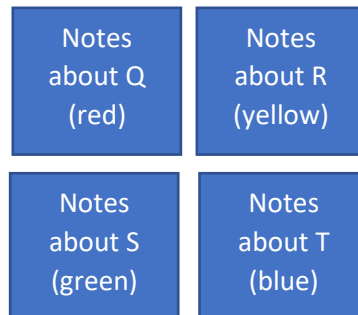 Notes
about Q
(red)
Notes
about R
(yellow)
Notes
about S
(green)
Notes
about T
(blue)